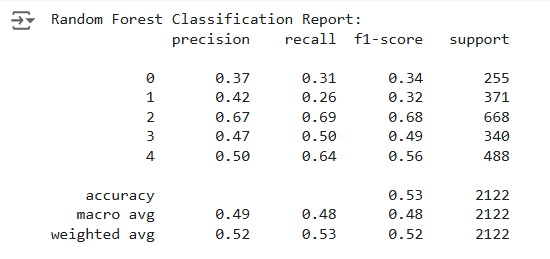 Random Forest Classification Report:
precision recall f1-score support
0 0.37 0.31 0.34 255
1 0.42 0.26 0.32 371
2 0.67 0.69 0.68 668
3 0.47 0.50 0.49 340
4 0.50 0.64 0.56 488
accuracy 0.53 2122
macro avg 0.49 0.48 0.48 2122
weighted avg 0.52 0.53 0.52 2122